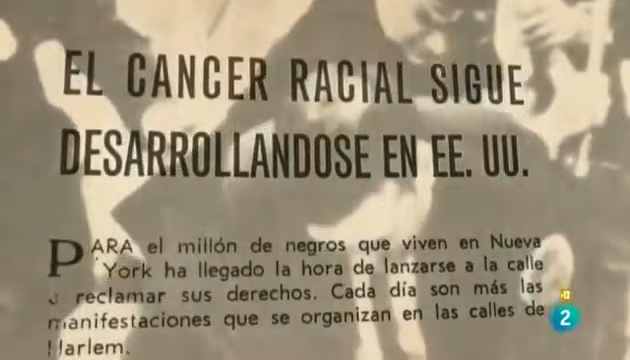 EL CANCER RACIAL SIGUE
DESARROLLANDOSE EN EE. UU.
PARA el millón de negros que viven en Nueva
York ha llegado la hora de lanzarse a la calle
a reclamar sus derechos. Cada día son más las
manifestaciones que se organizan en las calles de
Harlem.
12
2